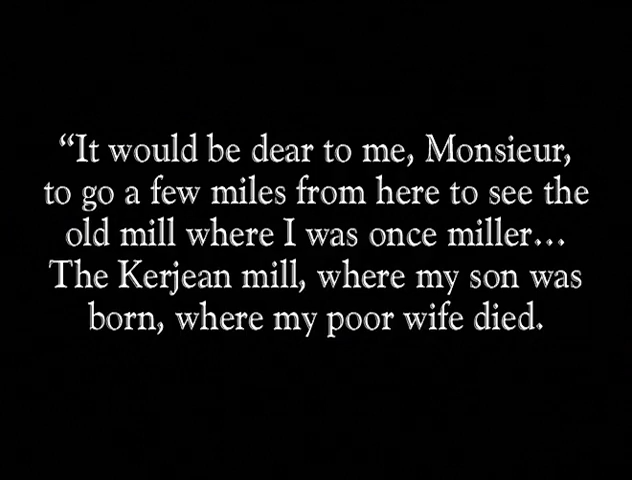 “It would be dear to me, Monsieur,
to go a few miles from here to see the
old mill where I was once miller...
The Kerjean mill, where my son was
born, where my poor wife died.